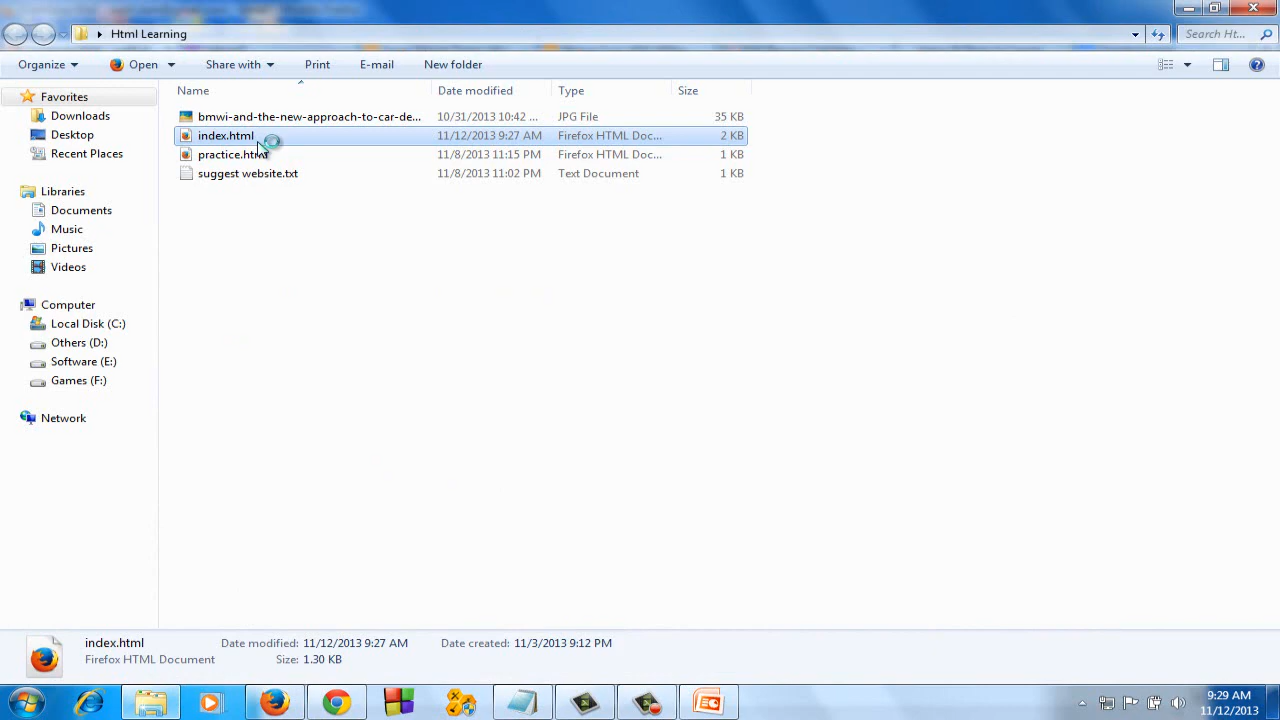 Html Learning
Search Ht...
Organize Open Share with Print E-mail New folder
Name Date modified Type Size
Favorites
Downloads
Desktop
Recent Places
Libraries
Documents
Music
Pictures
Videos
Computer
Local Disk (C:)
Others (D:)
Software (E:)
Games (F:)
Network
bmwi-and-the-new-approach-to-car-de... 10/31/2013 10:42 ... JPG File 35 KB
index.html 11/12/2013 9:27 AM Firefox HTML Doc... 2 KB
practice.html 11/8/2013 11:15 PM Firefox HTML Doc... 1 KB
suggest website.txt 11/8/2013 11:02 PM Text Document 1 KB
index.html Date modified: 11/12/2013 9:27 AM Date created: 11/3/2013 9:12 PM
Firefox HTML Document Size: 1.30 KB
9:29 AM
11/12/2013